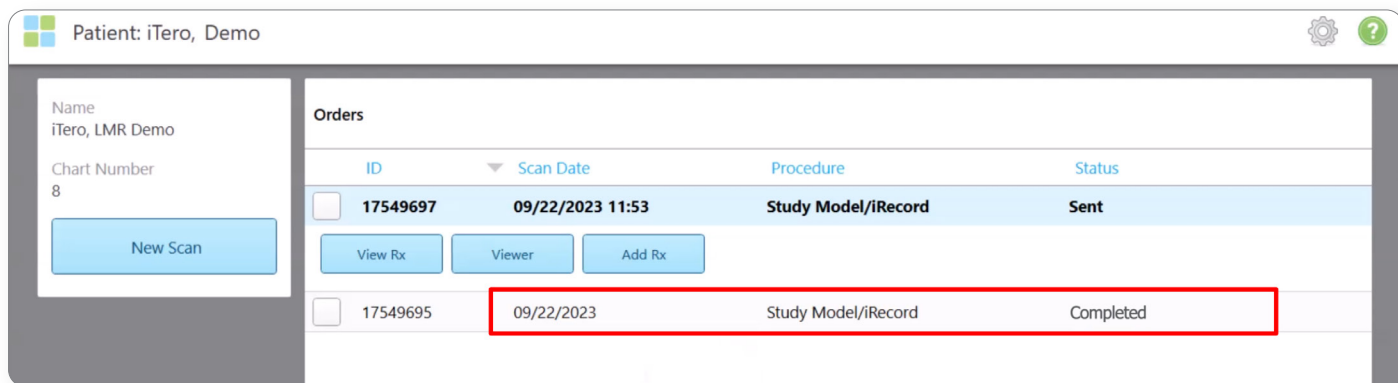 Patient: iTero, Demo
?
Name
iTero, LMR Demo
Chart Number
8
New Scan
Orders
ID Scan Date Procedure Status
17549697 09/22/2023 11:53 Study Model/iRecord Sent
View Rx Viewer Add Rx
17549695 09/22/2023 Study Model/iRecord Completed